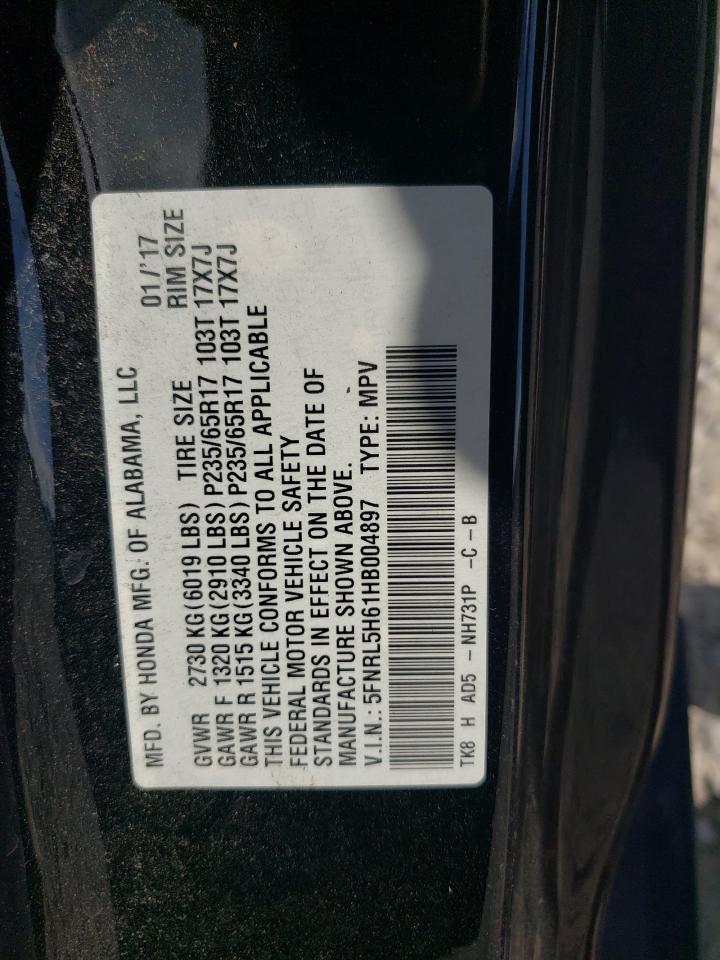 MFD. BY HONDA MFG. OF ALABAMA, LLC 01/'17
GVWR 2730 KG(6019 LBS) TIRE SIZE RIM SIZE
GAWR F 1320 KG(2910 LBS) P235/65R17 103T 17X7J
GAWR R 1515 KG(3340 LBS) P235/65R17 103T 17X7J
THIS VEHICLE CONFORMS TO ALL APPLICABLE
FEDERAL MOTOR VEHICLE SAFETY
STANDARDS IN EFFECT ON THE DATE OF
MANUFACTURE SHOWN ABOVE.
V.I.N.: 5FNRL5H61HB004897 TYPE: MPV
TK8 H AD5 - NH731P -C-B